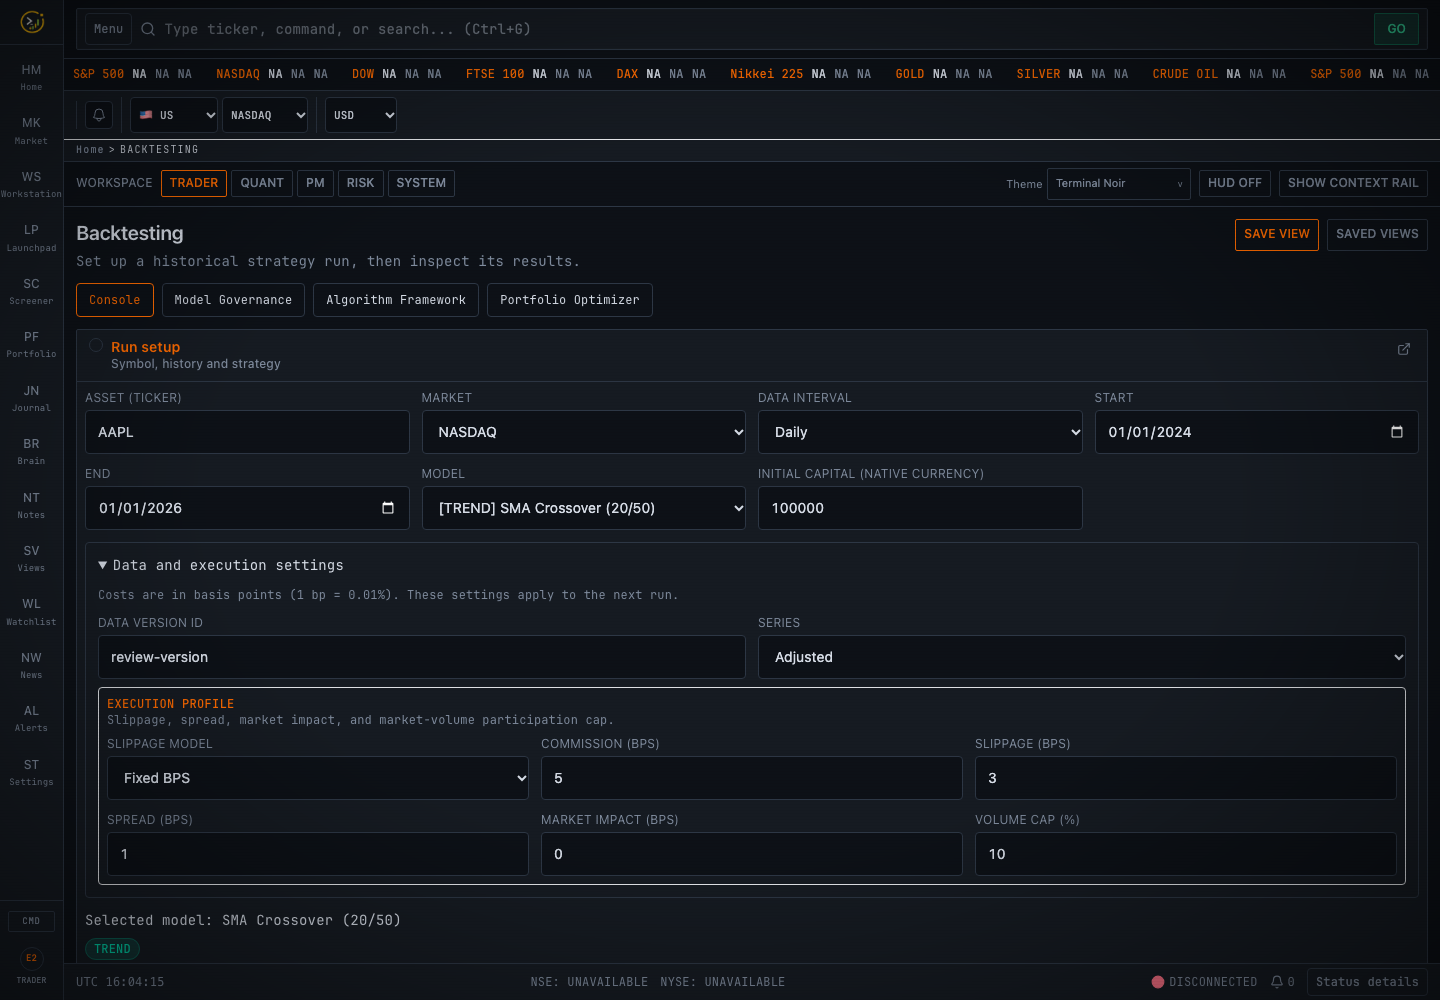 Menu
Type ticker, command, or search... (Ctrl+G)
GO
S&P 500 NA NA NA NASDAQ NA NA NA DOW NA NA NA FTSE 100 NA NA NA DAX NA NA NA Nikkei 225 NA NA NA GOLD NA NA NA SILVER NA NA NA CRUDE OIL NA NA NA S&P 500 NA NA NA
US NASDAQ USD
Home > BACKTESTING
WORKSPACE TRADER QUANT PM RISK SYSTEM Theme Terminal Noir HUD OFF SHOW CONTEXT RAIL
HM
Home
MK
Market
WS
Workstation
LP
Launchpad
SC
Screener
PF
Portfolio
JN
Journal
BR
Brain
NT
Notes
SV
Views
WL
Watchlist
NW
News
AL
Alerts
ST
Settings
CMD
E2
TRADER
Backtesting
SAVE VIEW SAVED VIEWS
Set up a historical strategy run, then inspect its results.
Console Model Governance Algorithm Framework Portfolio Optimizer
Run setup
Symbol, history and strategy
ASSET (TICKER) MARKET DATA INTERVAL START
AAPL NASDAQ Daily 01/01/2024
END MODEL INITIAL CAPITAL (NATIVE CURRENCY)
01/01/2026 [TREND] SMA Crossover (20/50) 100000
Data and execution settings
Costs are in basis points (1 bp = 0.01%). These settings apply to the next run.
DATA VERSION ID SERIES
review-version Adjusted
EXECUTION PROFILE
Slippage, spread, market impact, and market-volume participation cap.
SLIPPAGE MODEL COMMISSION (BPS) SLIPPAGE (BPS)
Fixed BPS 5 3
SPREAD (BPS) MARKET IMPACT (BPS) VOLUME CAP (%)
1 0 10
Selected model: SMA Crossover (20/50)
TREND
UTC 16:04:15 NSE: UNAVAILABLE NYSE: UNAVAILABLE DISCONNECTED 0 Status details